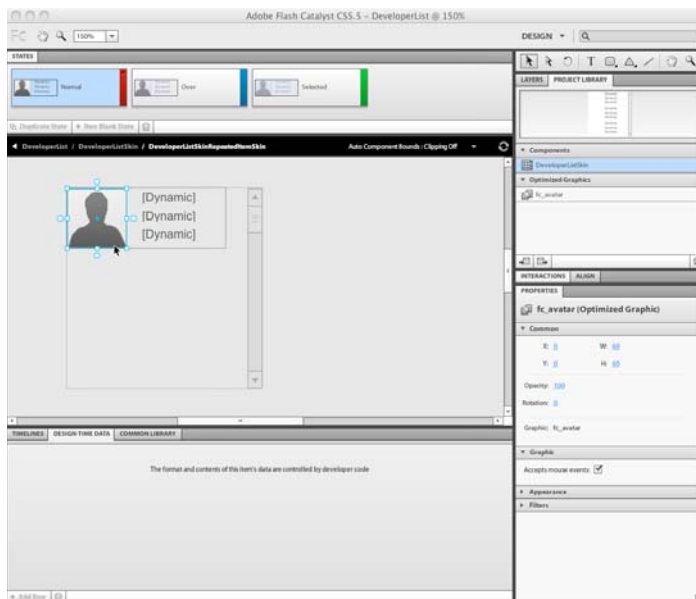 Adobe Flash Catalyst CS5.5 – DeveloperList @ 150%
FC
150%
DESIGN
STATES
Normal
Over
Selected
Duplicate State
+ New Blank State
DeveloperList / DeveloperListSkin / DeveloperListSkinRepeatedItemSkin
Auto Component Bounds : Clipping Off
[Dynamic]
[Dynamic]
[Dynamic]
TIMELINES
DESIGN-TIME DATA
COMMON LIBRARY
The format and contents of this item's data are controlled by developer code
+ Add Row
T
LAYERS
PROJECT LIBRARY
Components
DeveloperListSkin
Optimized Graphics
fc_avatar
INTERACTIONS
ALIGN
PROPERTIES
fc_avatar (Optimized Graphic)
Common
X: 0 W: 60
Y: 0 H: 60
Opacity: 100
Rotation: 0
Graphic: fc_avatar
Graphic
Accepts mouse events:
Appearance
Filters